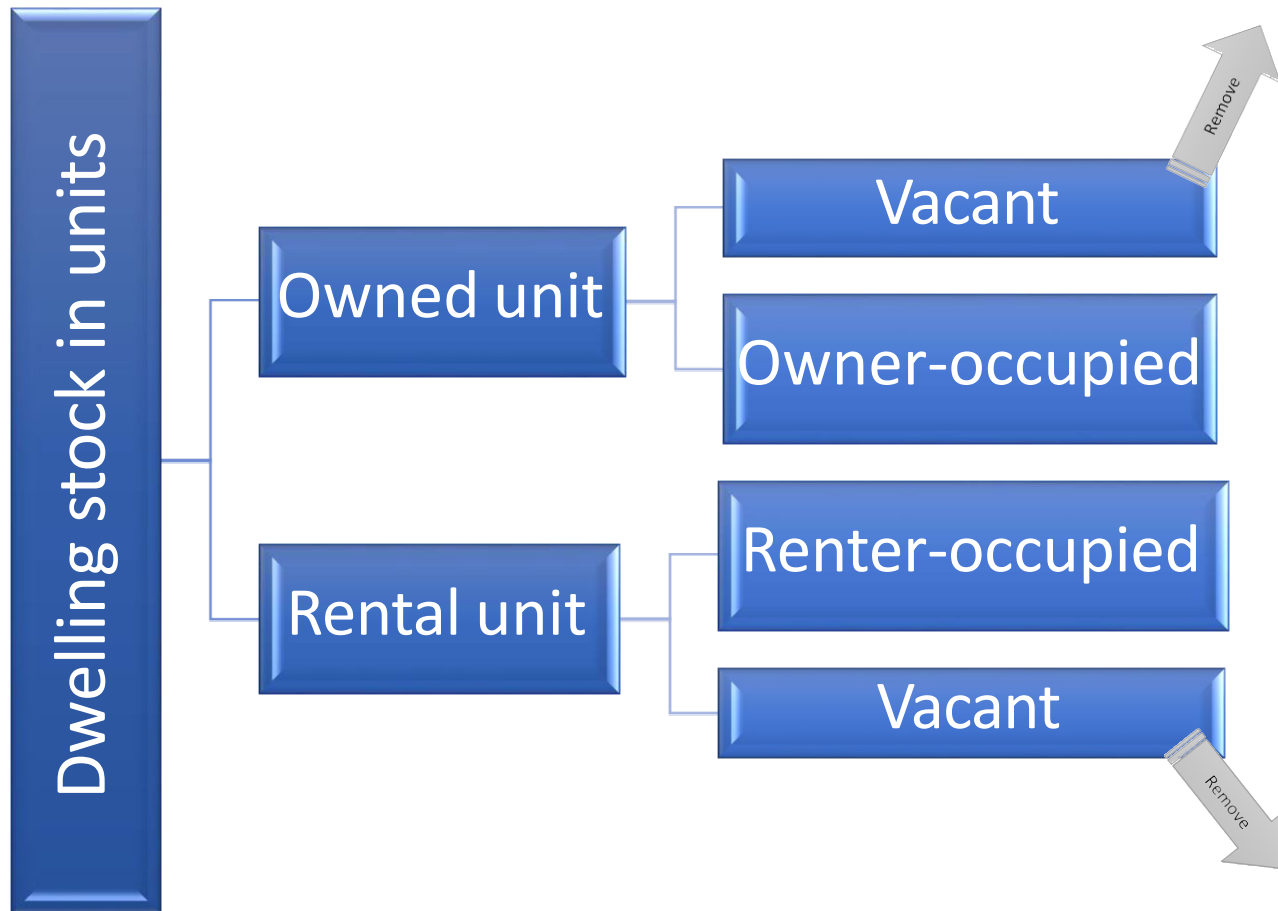 Dwelling stock in units
Owned unit
Rental unit
Vacant
Owner-occupied
Renter-occupied
Vacant
Remove
Remove